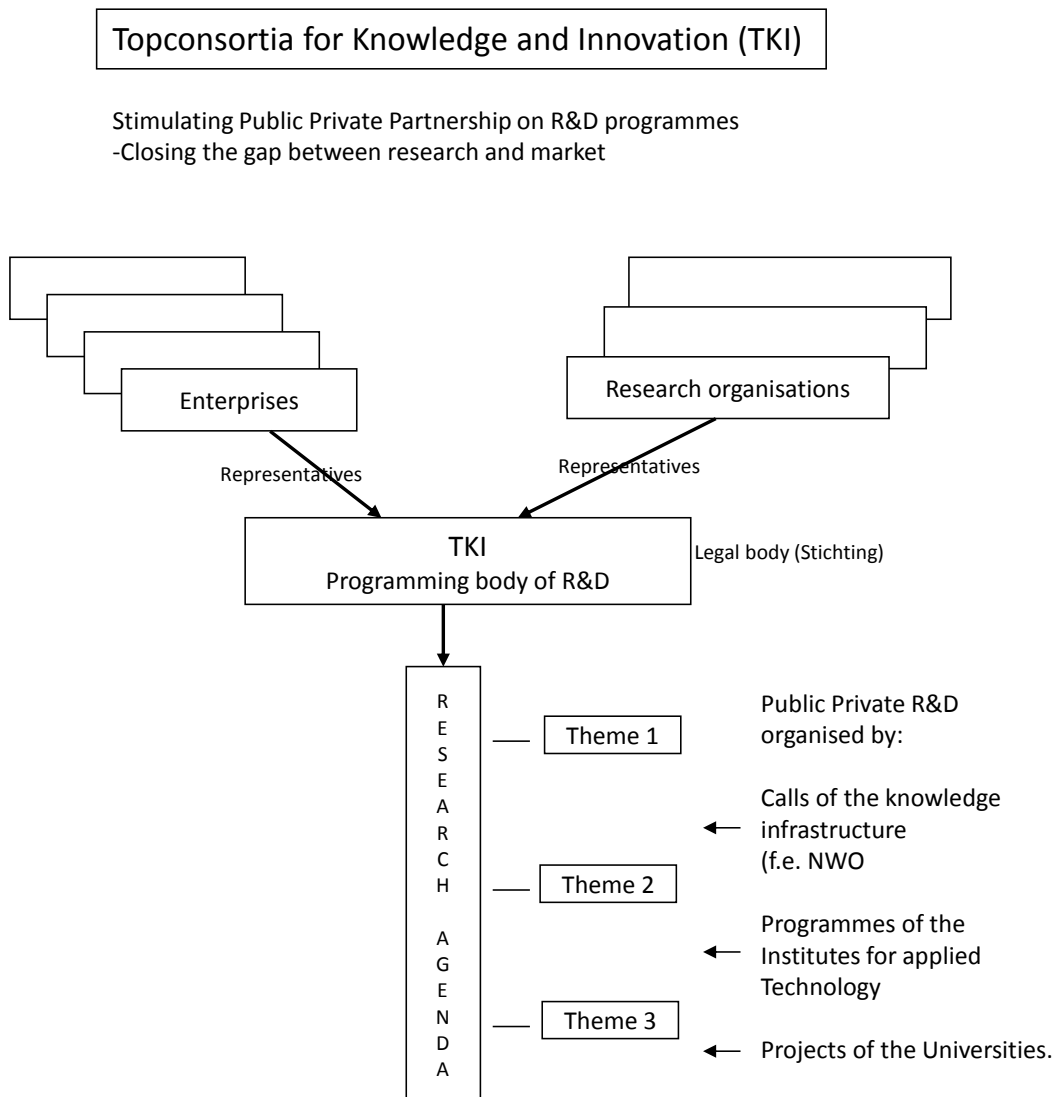 Topconsortia for Knowledge and Innovation (TKI)
Stimulating Public Private Partnership on R&D programmes
-Closing the gap between research and market
Enterprises
Research organisations
Representatives
Representatives
TKI
Programming body of R&D
Legal body (Stichting)
RESEARCH AGENDA
Theme 1
Theme 2
Theme 3
Public Private R&D
organised by:
Calls of the knowledge
infrastructure
(f.e. NWO
Programmes of the
Institutes for applied
Technology
Projects of the Universities.